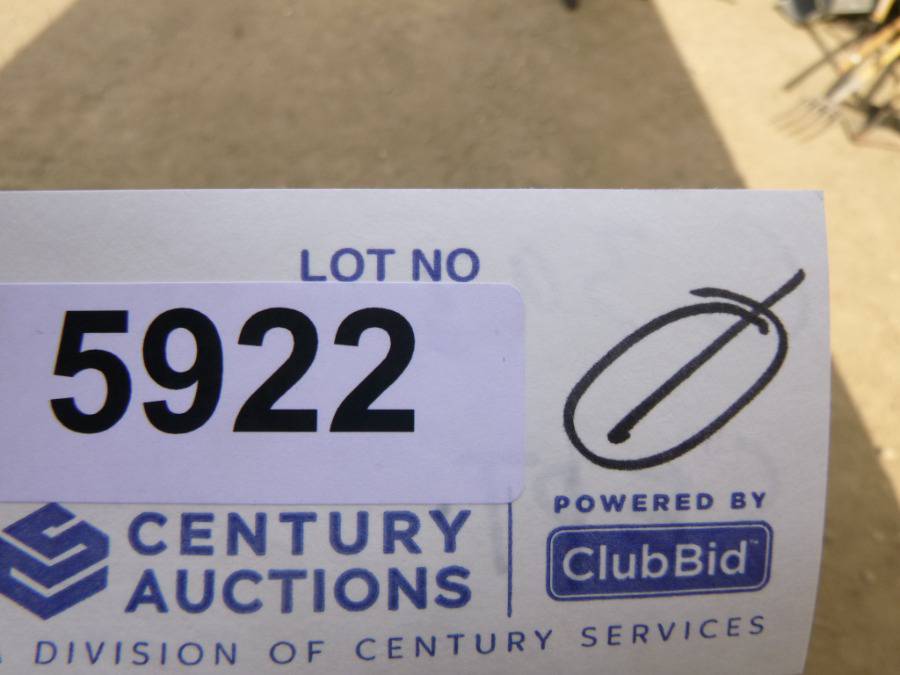 LOT NO
5922
CENTURY
AUCTIONS
POWERED BY
ClubBid™
A DIVISION OF CENTURY SERVICES